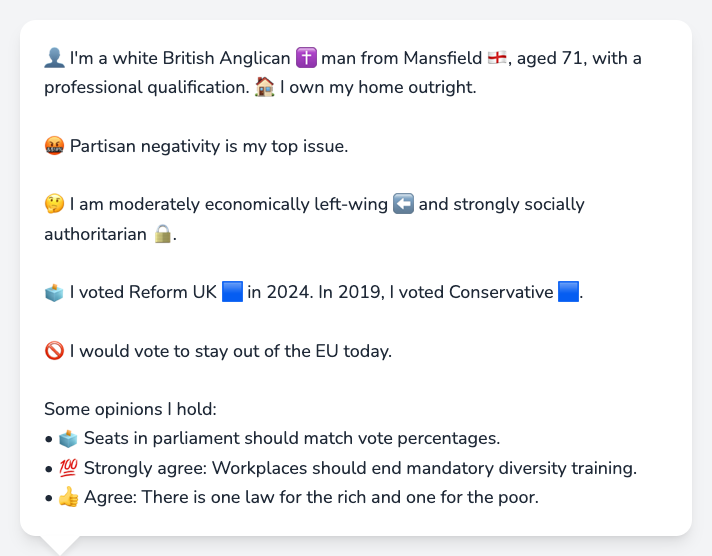 👤 I'm a white British Anglican ✝️ man from Mansfield 🏴󠁧󠁢󠁥󠁮󠁧󠁿, aged 71, with a
professional qualification. 🏠 I own my home outright.
🤬 Partisan negativity is my top issue.
🤔 I am moderately economically left-wing ⬅️ and strongly socially
authoritarian 🔒.
🗳️ I voted Reform UK 🟦 in 2024. In 2019, I voted Conservative 🟦.
🚫 I would vote to stay out of the EU today.
Some opinions I hold:
• 🗳️ Seats in parliament should match vote percentages.
• 💯 Strongly agree: Workplaces should end mandatory diversity training.
• 👍 Agree: There is one law for the rich and one for the poor.